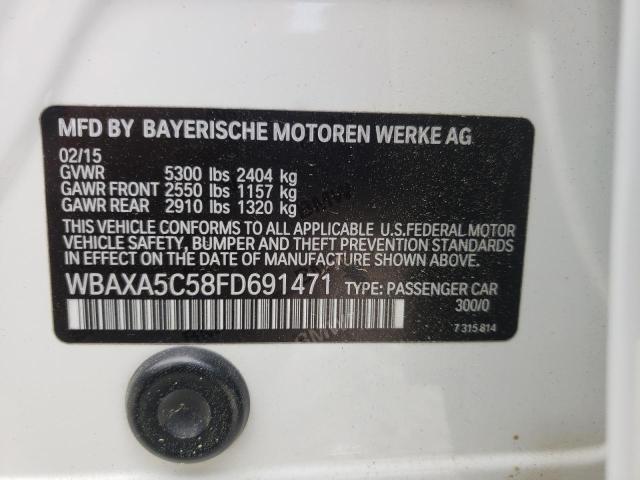 MFD BY BAYERISCHE MOTOREN WERKE AG
02/15
GVWR 5300 lbs 2404 kg
GAWR FRONT 2550 lbs 1157 kg
GAWR REAR 2910 lbs 1320 kg
THIS VEHICLE CONFORMS TO ALL APPLICABLE U.S.FEDERAL MOTOR
VEHICLE SAFETY, BUMPER AND THEFT PREVENTION STANDARDS
IN EFFECT ON THE DATE OF MANUFACTURE SHOWN ABOVE.
WBAXA5C58FD691471 TYPE: PASSENGER CAR
300/0
7 315 814